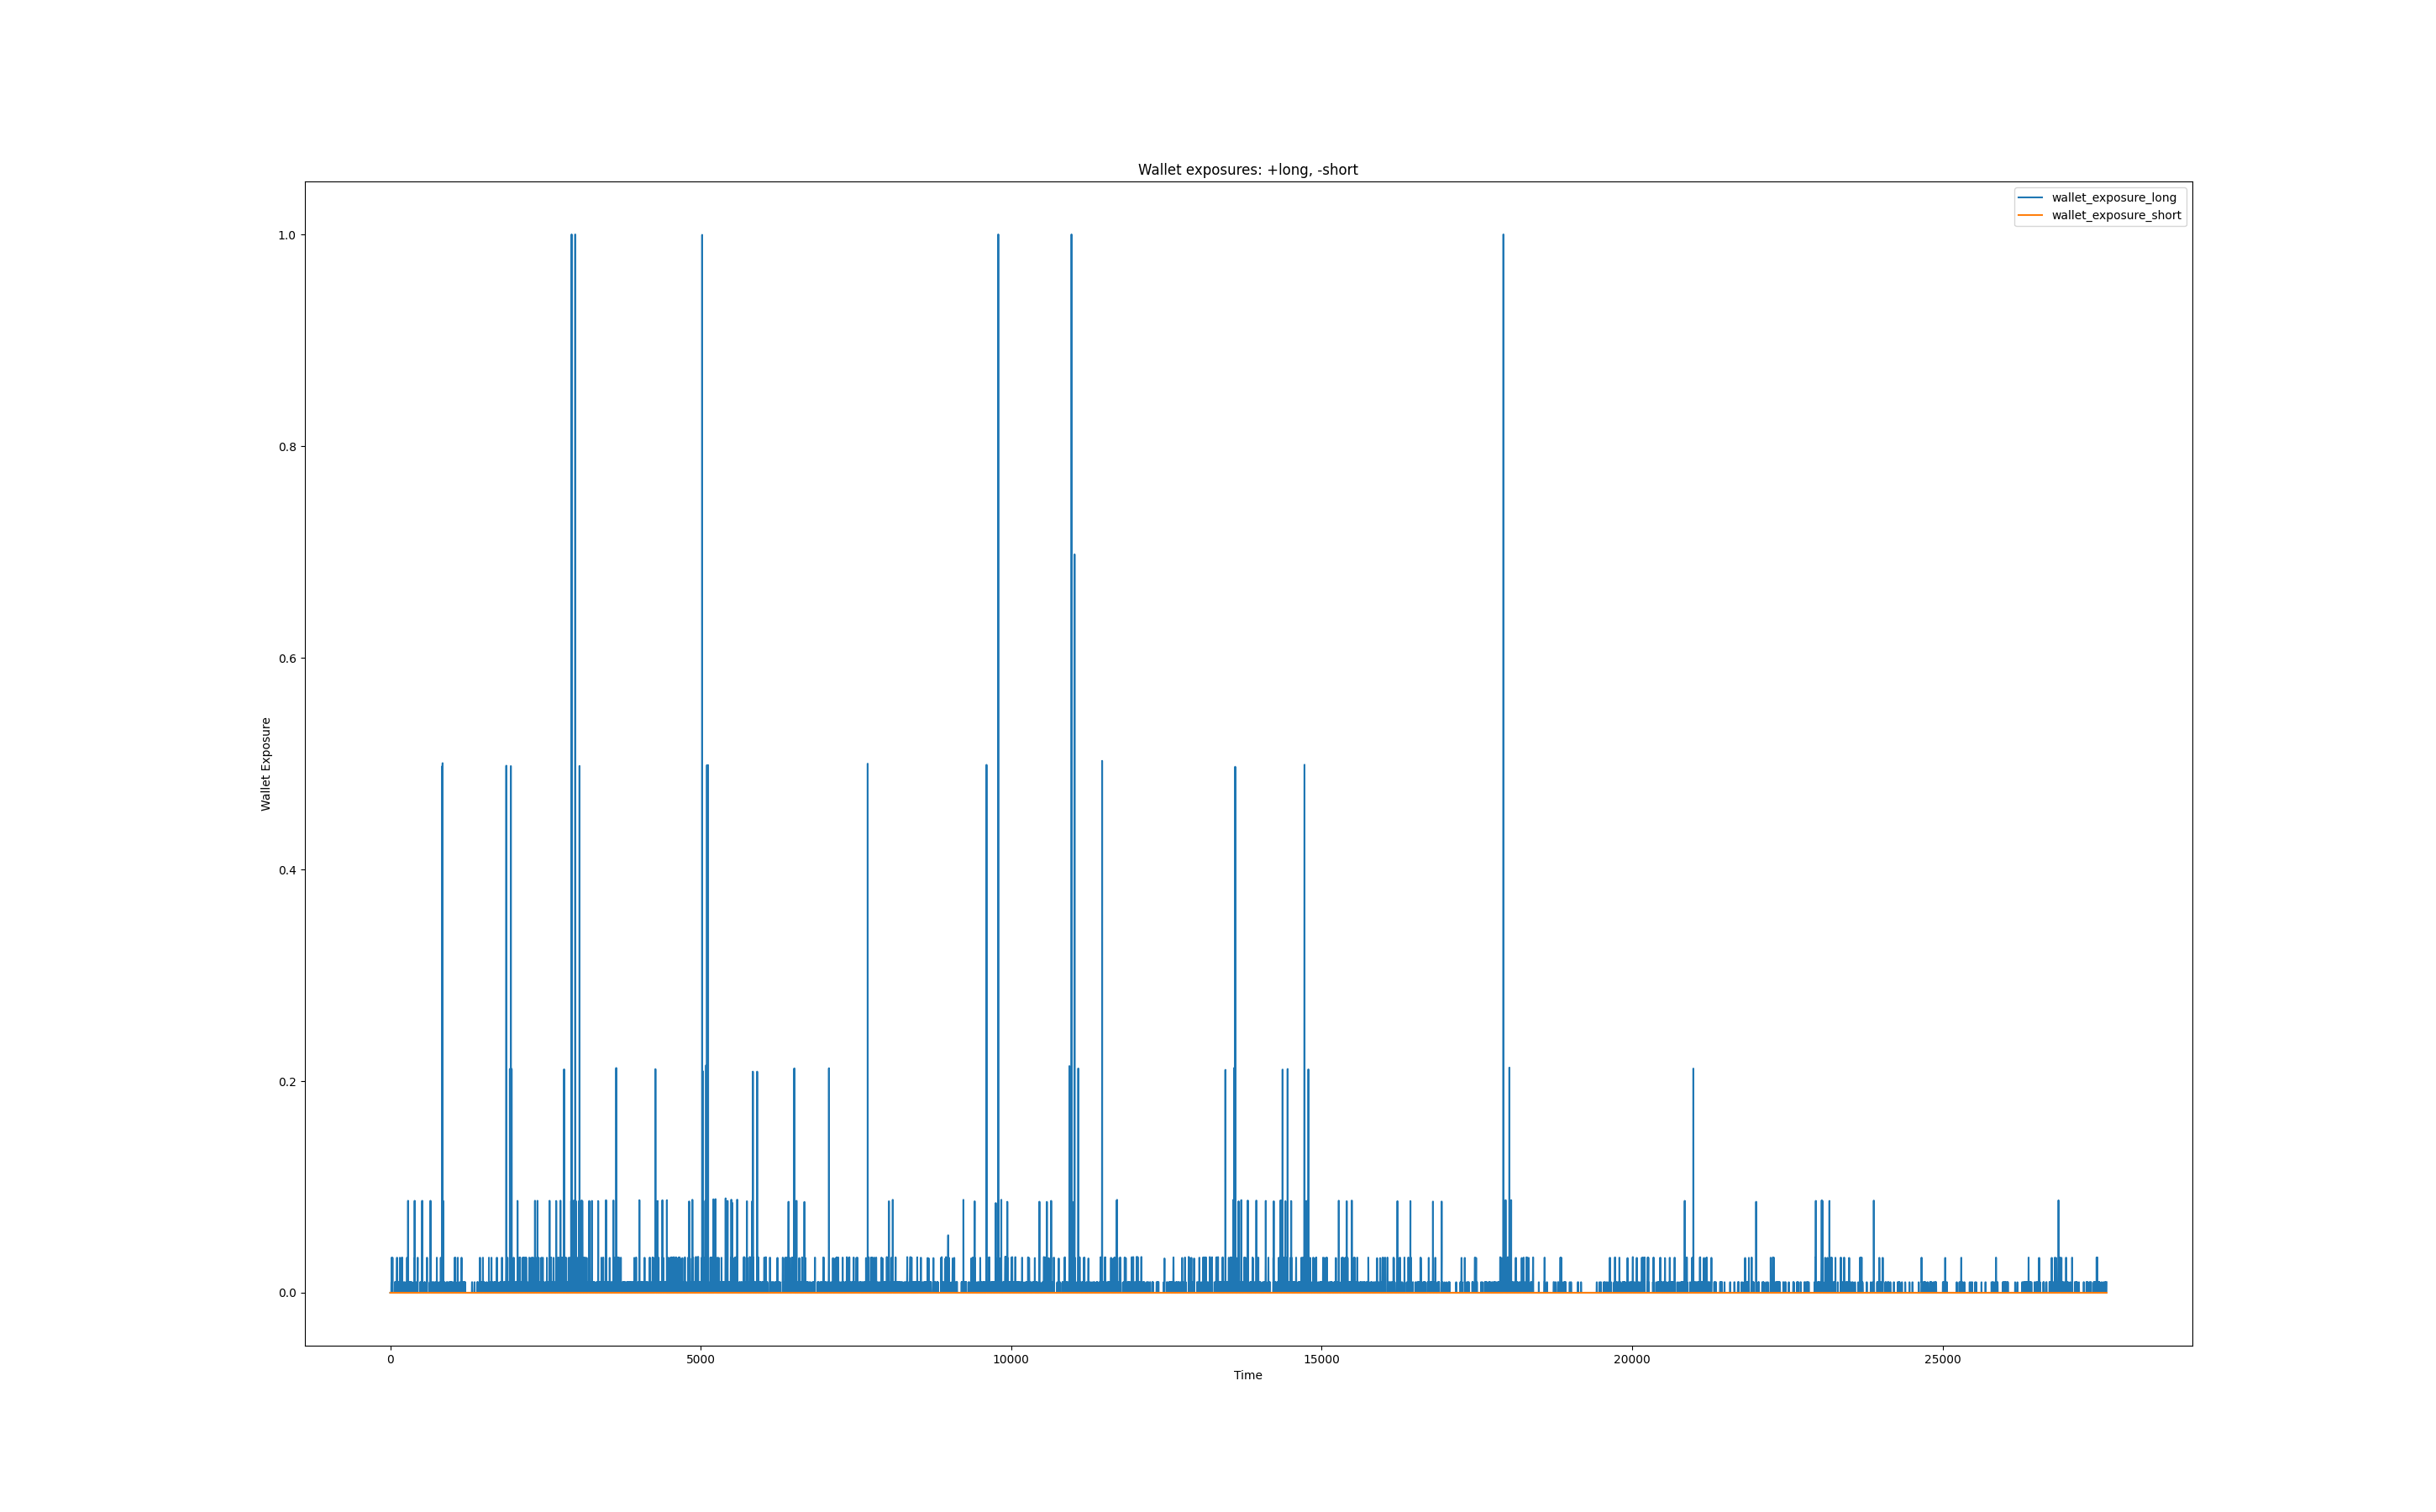 Wallet exposures: +long, -short
wallet_exposure_long
wallet_exposure_short
1.0
0.8
0.6
0.4
0.2
0.0
Wallet Exposure
0
5000
10000
15000
20000
25000
Time